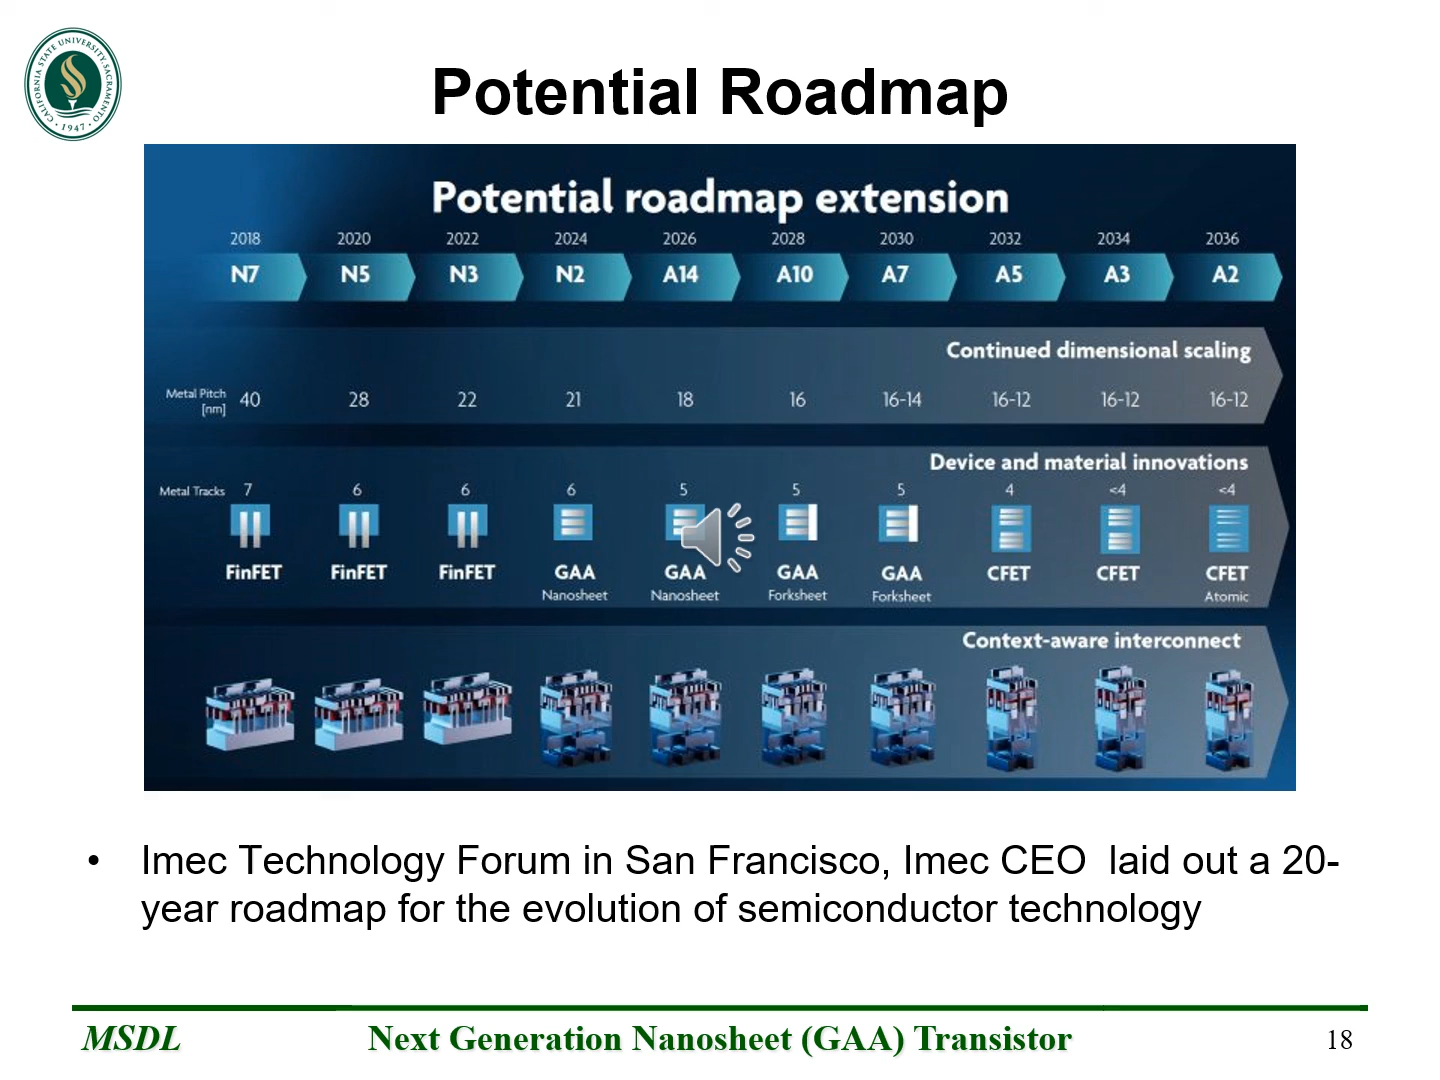 CALIFORNIA STATE UNIVERSITY, SACRAMENTO
• 1947 •
Potential Roadmap
Potential roadmap extension
2018 2020 2022 2024 2026 2028 2030 2032 2034 2036
N7 N5 N3 N2 A14 A10 A7 A5 A3 A2
Continued dimensional scaling
Metal Pitch
[nm] 40 28 22 21 18 16 16-14 16-12 16-12 16-12
Device and material innovations
Metal Tracks 7 6 6 6 5 5 5 4 <4 <4
FinFET FinFET FinFET GAA GAA GAA GAA CFET CFET CFET
Nanosheet Nanosheet Forksheet Forksheet Atomic
Context-aware interconnect
• Imec Technology Forum in San Francisco, Imec CEO  laid out a 20-
year roadmap for the evolution of semiconductor technology
MSDL Next Generation Nanosheet (GAA) Transistor 18